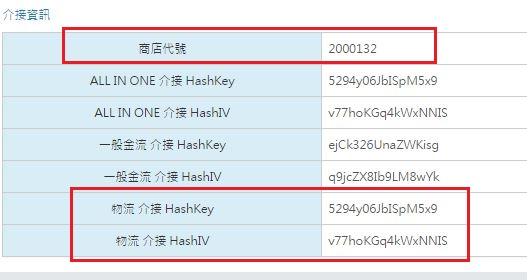 介接資訊
商店代號 2000132
ALL IN ONE 介接 HashKey 5294y06JbISpM5x9
ALL IN ONE 介接 HashIV v77hoKGq4kWxNNIS
一般金流 介接 HashKey ejCk326UnaZWKisg
一般金流 介接 HashIV q9jcZX8Ib9LM8wYk
物流 介接 HashKey 5294y06JbISpM5x9
物流 介接 HashIV v77hoKGq4kWxNNIS